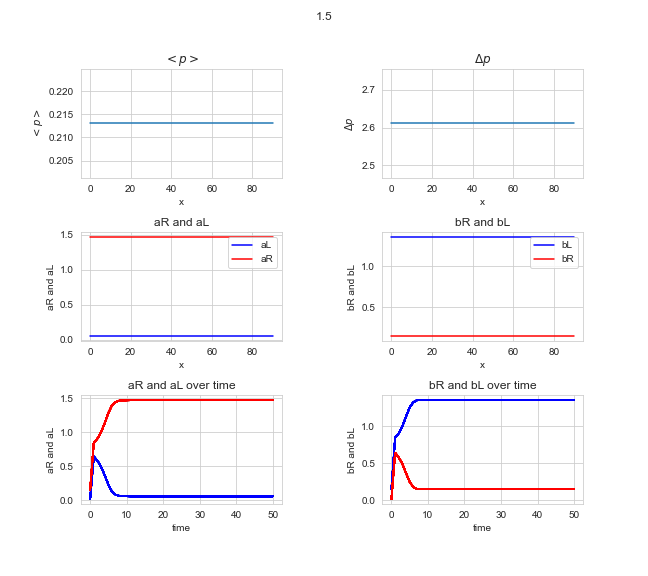 1.5
< p >
Δp
0.220
0.215
0.210
0.205
< p >
0 20 40 60 80
x
2.7
2.6
2.5
Δp
0 20 40 60 80
x
aR and aL
bR and bL
1.5
1.0
0.5
0.0
aR and aL
aL
aR
0 20 40 60 80
x
1.0
0.5
bR and bL
bL
bR
0 20 40 60 80
x
aR and aL over time
bR and bL over time
1.5
1.0
0.5
0.0
aR and aL
0 10 20 30 40 50
time
1.0
0.5
0.0
bR and bL
0 10 20 30 40 50
time